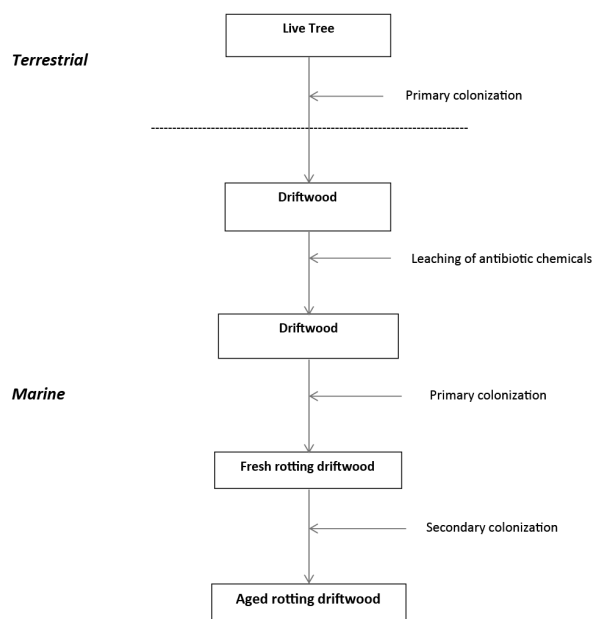 Live Tree
Terrestrial
Primary colonization
Driftwood
Leaching of antibiotic chemicals
Driftwood
Marine
Primary colonization
Fresh rotting driftwood
Secondary colonization
Aged rotting driftwood